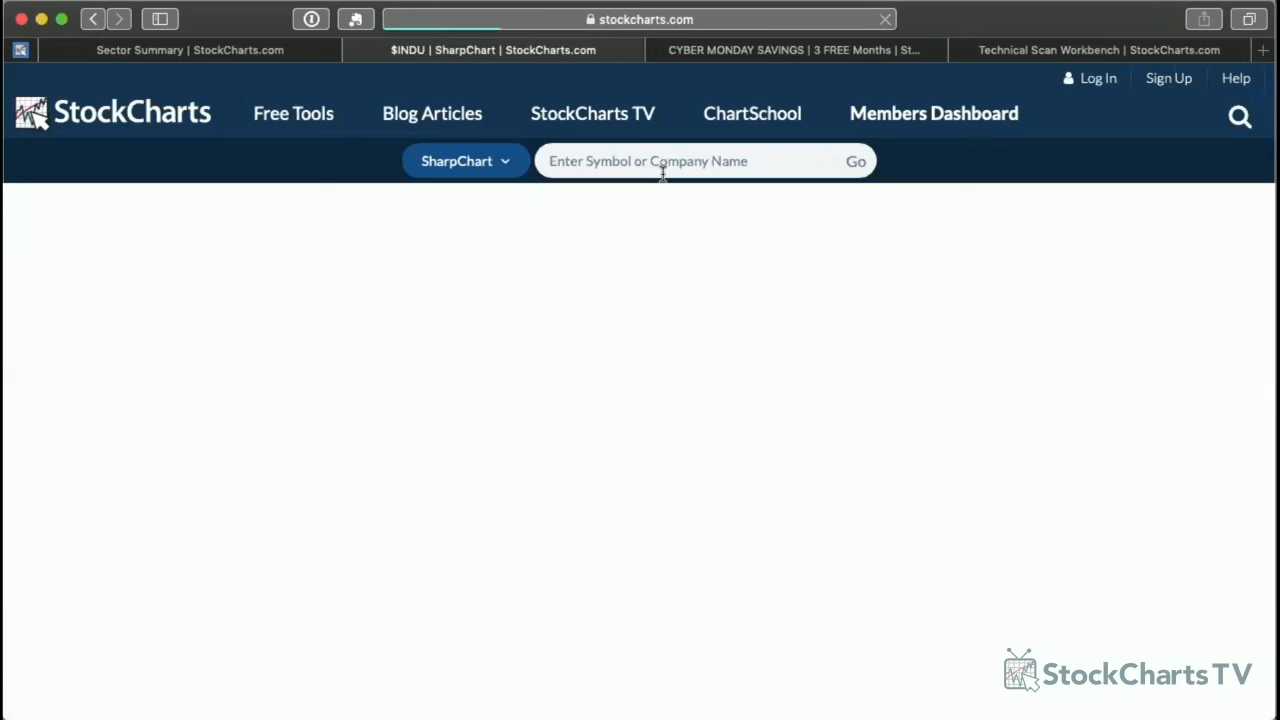 stockcharts.com
Sector Summary | StockCharts.com
$INDU | SharpChart | StockCharts.com
CYBER MONDAY SAVINGS | 3 FREE Months | St...
Technical Scan Workbench | StockCharts.com
Log In
Sign Up
Help
StockCharts
Free Tools
Blog Articles
StockCharts TV
ChartSchool
Members Dashboard
SharpChart
Enter Symbol or Company Name
Go
StockChartsTV